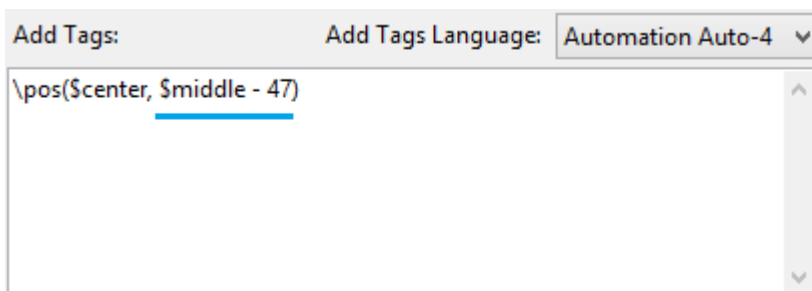 Add Tags: Add Tags Language: Automation Auto-4
\pos($center, $middle - 47)